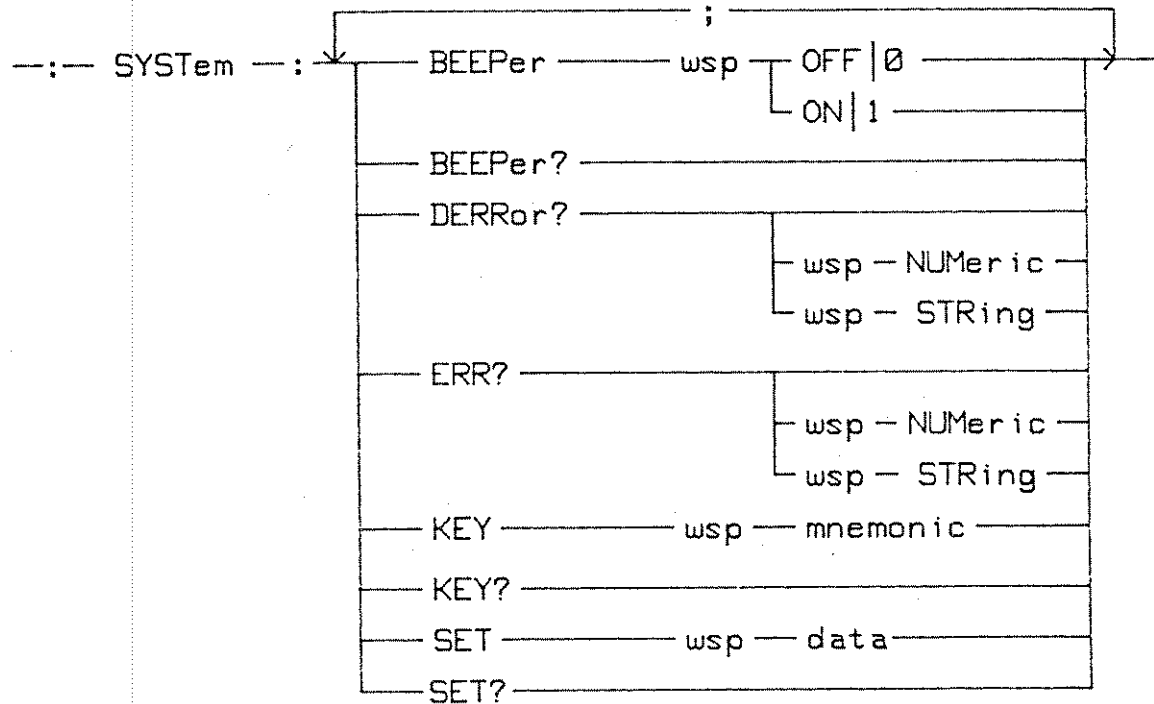 ;
: SYSTem : BEEPer wsp OFF|0
ON|1
BEEPer?
DERRor?
wsp NUMeric
wsp STRing
ERR?
wsp NUMeric
wsp STRing
KEY wsp mnemonic
KEY?
SET wsp data
SET?